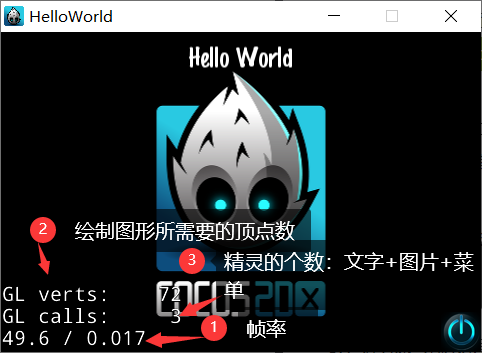 HelloWorld
Hello World
2 绘制图形所需要的顶点数
3 精灵的个数：文字+图片+菜
单
COCOS2DX
GL verts: 72
GL calls: 3
49.6 / 0.017
1 帧率